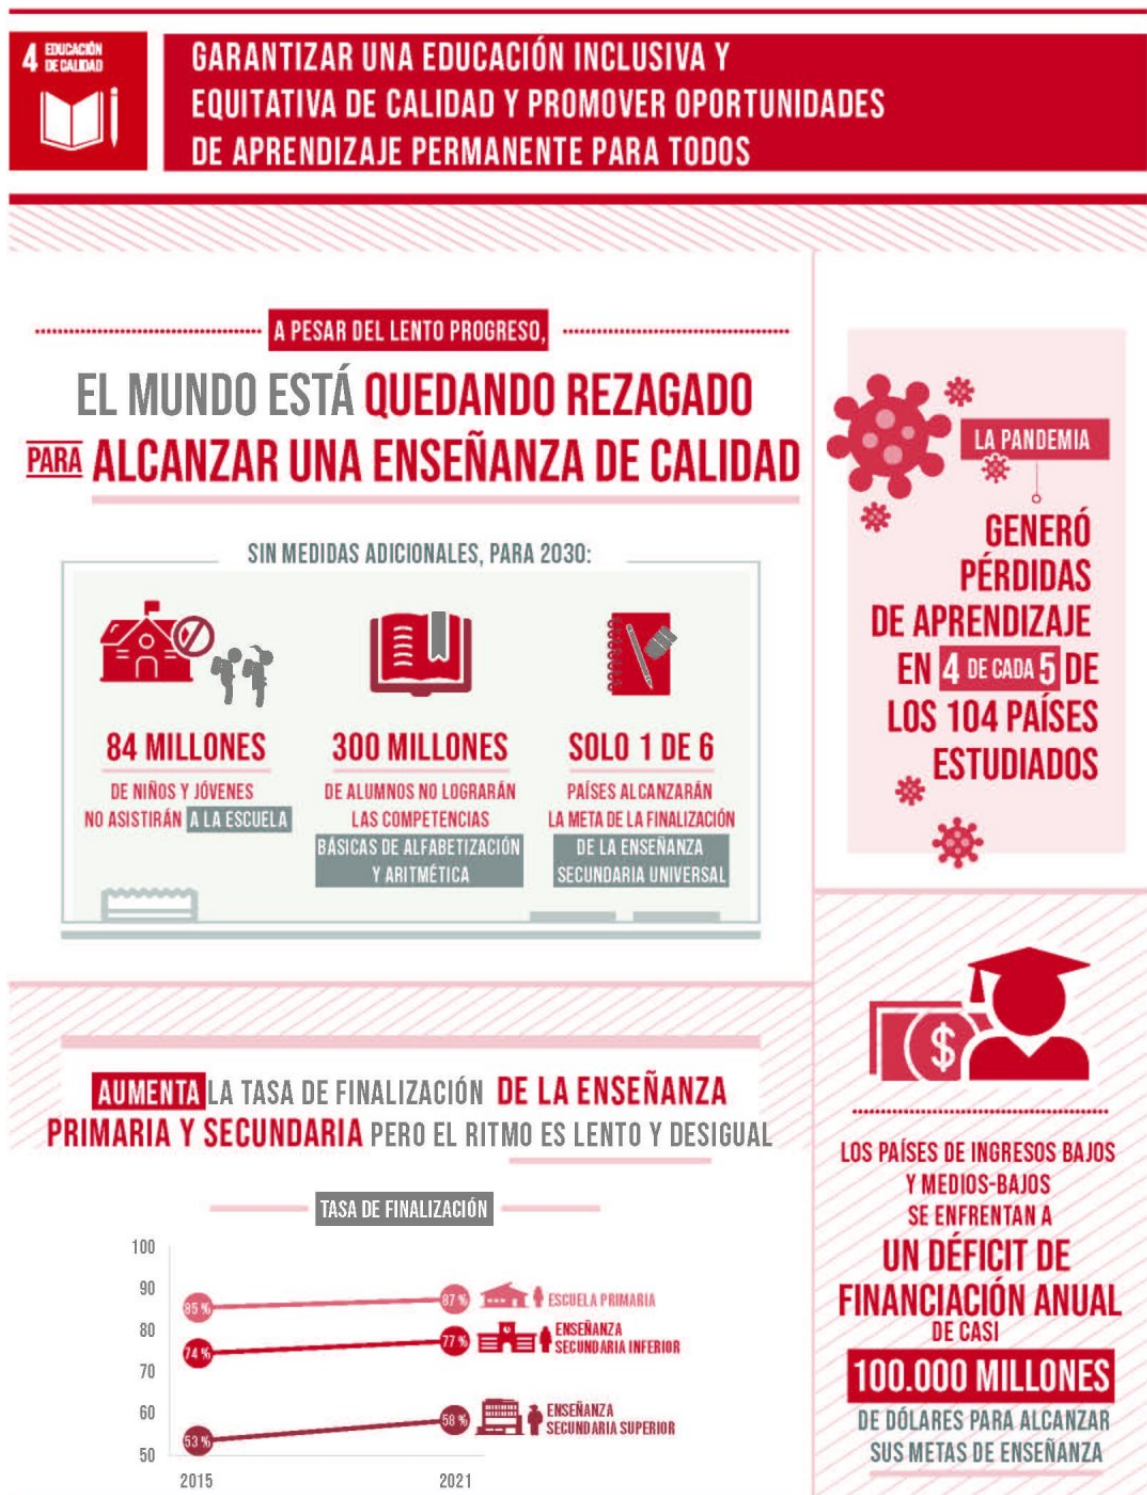 4 EDUCACIÓN
DE CALIDAD
GARANTIZAR UNA EDUCACIÓN INCLUSIVA Y
EQUITATIVA DE CALIDAD Y PROMOVER OPORTUNIDADES
DE APRENDIZAJE PERMANENTE PARA TODOS
A PESAR DEL LENTO PROGRESO,
EL MUNDO ESTÁ QUEDANDO REZAGADO
PARA ALCANZAR UNA ENSEÑANZA DE CALIDAD
SIN MEDIDAS ADICIONALES, PARA 2030:
84 MILLONES
DE NIÑOS Y JÓVENES
NO ASISTIRÁN A LA ESCUELA
300 MILLONES
DE ALUMNOS NO LOGRARÁN
LAS COMPETENCIAS
BÁSICAS DE ALFABETIZACIÓN
Y ARITMÉTICA
SOLO 1 DE 6
PAÍSES ALCANZARÁN
LA META DE LA FINALIZACIÓN
DE LA ENSEÑANZA
SECUNDARIA UNIVERSAL
LA PANDEMIA
GENERÓ
PÉRDIDAS
DE APRENDIZAJE
EN 4 DE CADA 5 DE
LOS 104 PAÍSES
ESTUDIADOS
AUMENTA LA TASA DE FINALIZACIÓN DE LA ENSEÑANZA
PRIMARIA Y SECUNDARIA PERO EL RITMO ES LENTO Y DESIGUAL
TASA DE FINALIZACIÓN
100
90
80
70
60
50
85 %
87 %
ESCUELA PRIMARIA
74 %
77 %
ENSEÑANZA
SECUNDARIA INFERIOR
53 %
58 %
ENSEÑANZA
SECUNDARIA SUPERIOR
2015
2021
$
LOS PAÍSES DE INGRESOS BAJOS
Y MEDIOS-BAJOS
SE ENFRENTAN A
UN DÉFICIT DE
FINANCIACIÓN ANUAL
DE CASI
100.000 MILLONES
DE DÓLARES PARA ALCANZAR
SUS METAS DE ENSEÑANZA